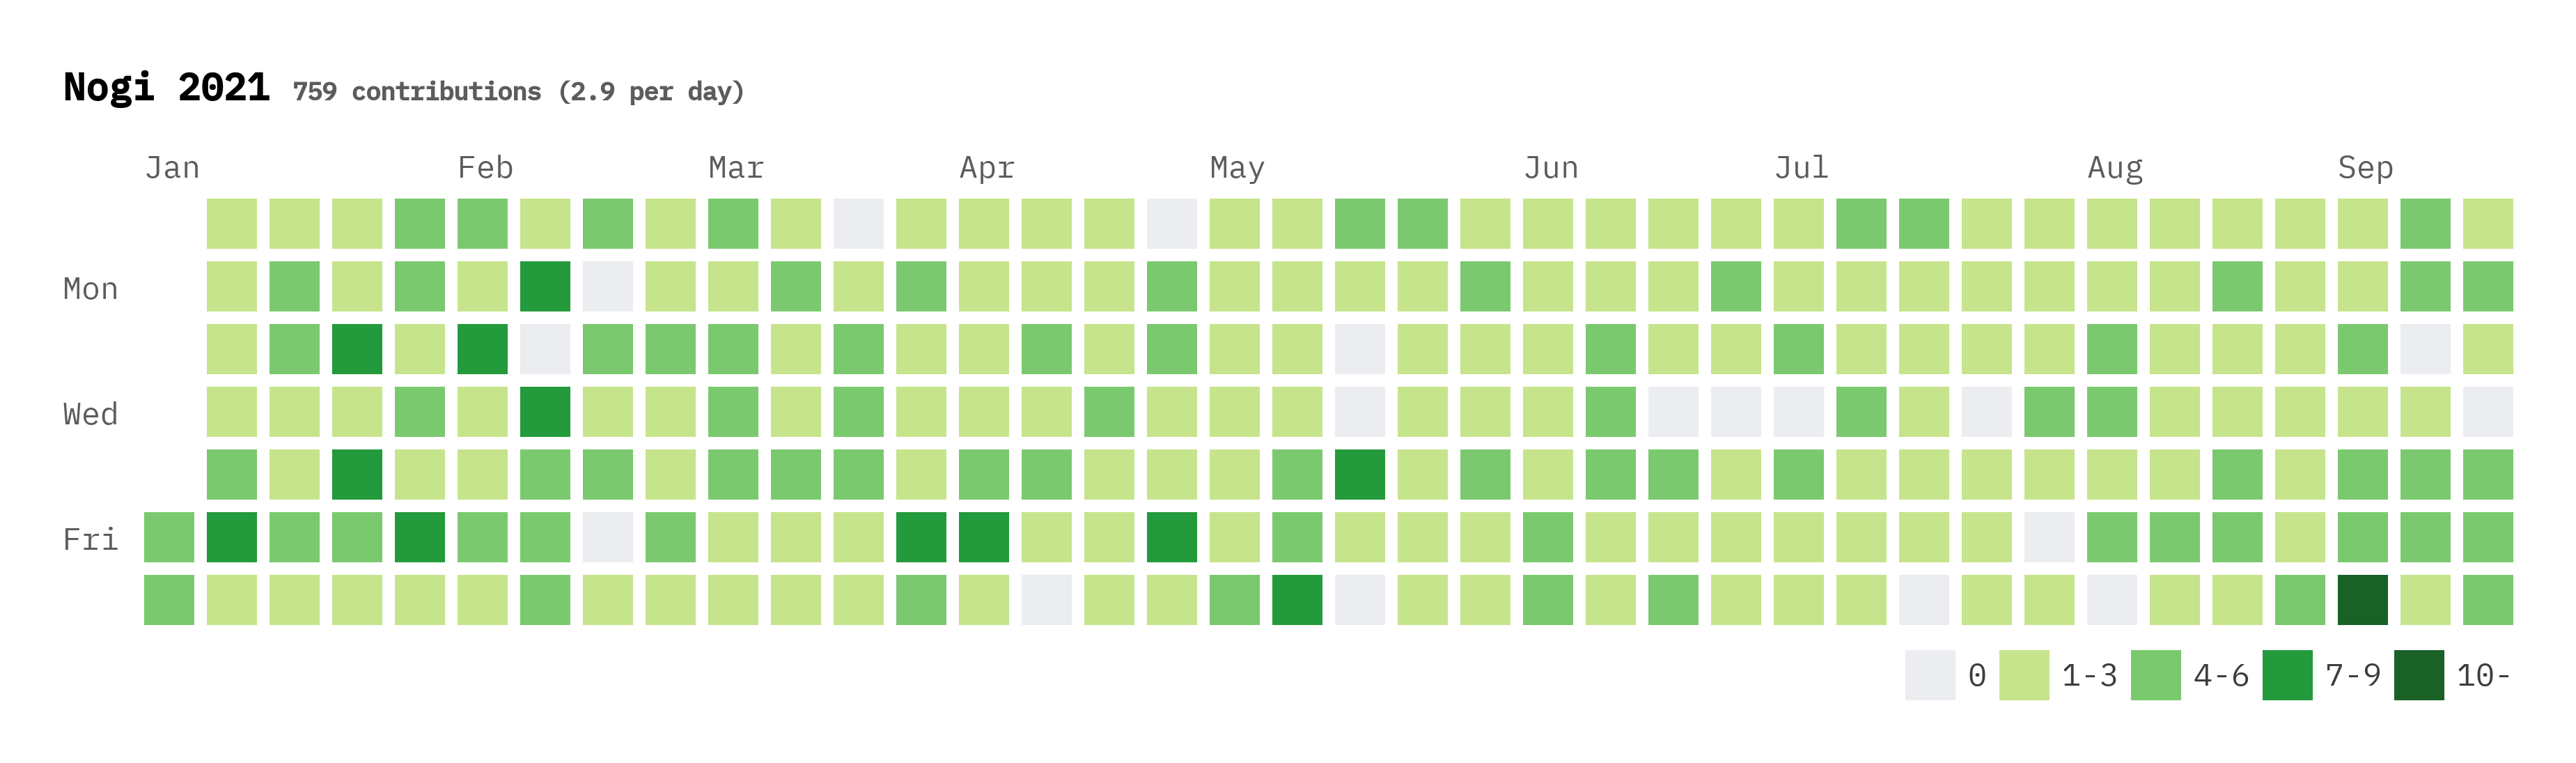 Nogi 2021 759 contributions (2.9 per day)
Jan Feb Mar Apr May Jun Jul Aug Sep
Mon
Wed
Fri
0 1-3 4-6 7-9 10-